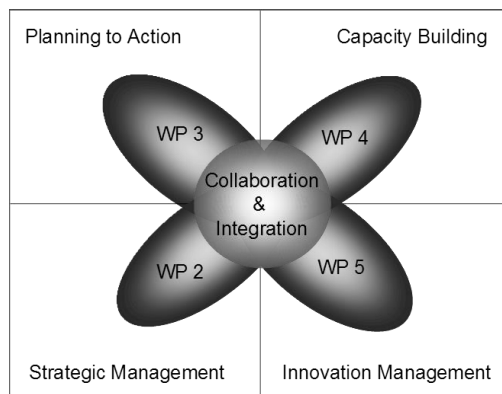 Planning to Action
Capacity Building
WP 3
WP 4
Collaboration
&
Integration
WP 2
WP 5
Strategic Management
Innovation Management